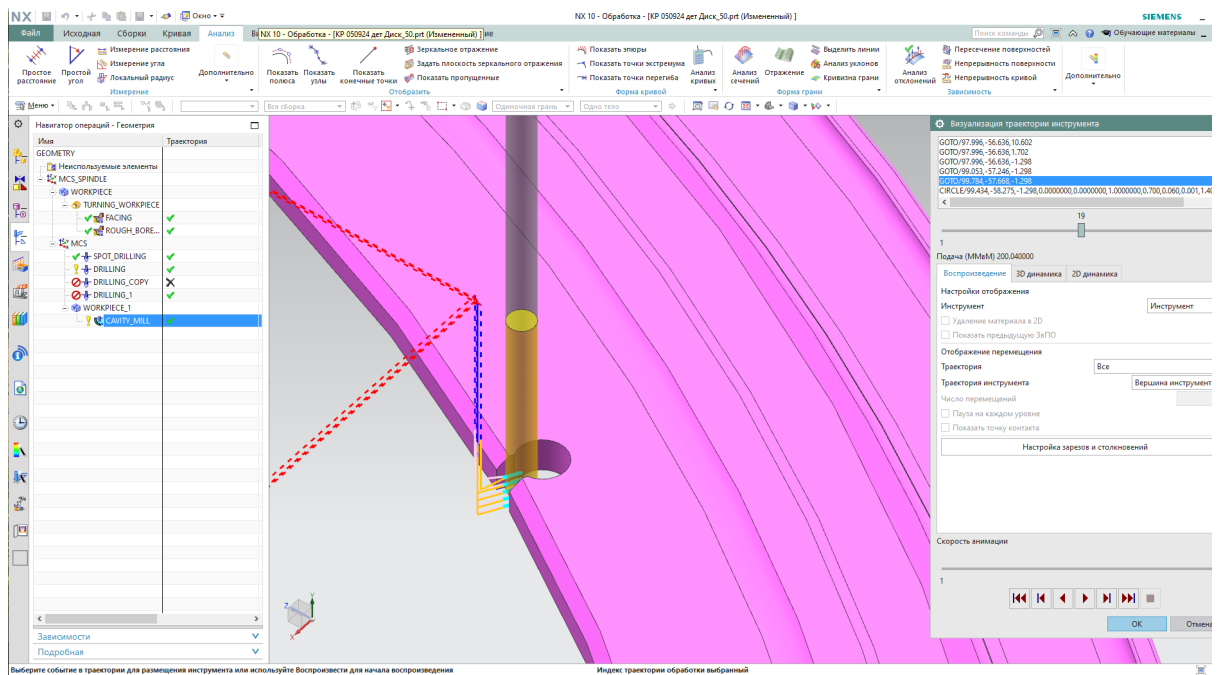 NX
Окно
NX 10 - Обработка - [КР 050924 дет Диск_50.prt (Измененный) ]
SIEMENS
Файл Исходная Сборки Кривая Анализ
NX 10 - Обработка - [КР 050924 дет Диск_50.prt (Измененный) ]
Поиск команды
Обучающие материалы
Простое расстояние
Простой угол
Измерение расстояния
Измерение угла
Локальный радиус
Дополнительно
Измерение
Показать полюса
Показать узлы
Показать конечные точки
Зеркальное отражение
Задать плоскость зеркального отражения
Показать пропущенные
Отобразить
Показать эпюры
Показать точки экстремума
Показать точки перегиба
Анализ кривых
Форма кривой
Анализ сечений
Отражение
Выделить линии
Анализ уклонов
Кривизна грани
Форма грани
Анализ отклонений
Пересечение поверхностей
Непрерывность поверхности
Непрерывность кривой
Дополнительно
Зависимость
Меню
Вся сборка
Одиночная грань
Одно тело
Навигатор операций - Геометрия
Имя Траектория
GEOMETRY
Неиспользуемые элементы
MCS_SPINDLE
WORKPIECE
TURNING_WORKPIECE
FACING
ROUGH_BORE...
MCS
SPOT_DRILLING
DRILLING
DRILLING_COPY
DRILLING_1
WORKPIECE_1
CAVITY_MILL
Зависимости
Подробная
Z
Y
X
Визуализация траектории инструмента
GOTO/97.996,-56.636,10.602
GOTO/97.996,-56.636,1.702
GOTO/97.996,-56.636,-1.298
GOTO/99.053,-57.246,-1.298
GOTO/99.784,-57.668,-1.298
CIRCLE/99.434,-58.275,-1.298,0.0000000,0.0000000,1.0000000,0.700,0.060,0.001,1.40
19
1
Подача (ММвМ) 200.040000
Воспроизведение 3D динамика 2D динамика
Настройки отображения
Инструмент Инструмент
Удаление материала в 2D
Показать предыдущую ЗвПО
Отображение перемещения
Траектория Все
Траектория инструмента Вершина инструмент
Число перемещений
Пауза на каждом уровне
Показать точку контакта
Настройка зарезов и столкновений
Скорость анимации
1
OK Отмена
Выберите событие в траектории для размещения инструмента или используйте Воспроизвести для начала воспроизведения
Индекс траектории обработки выбранный